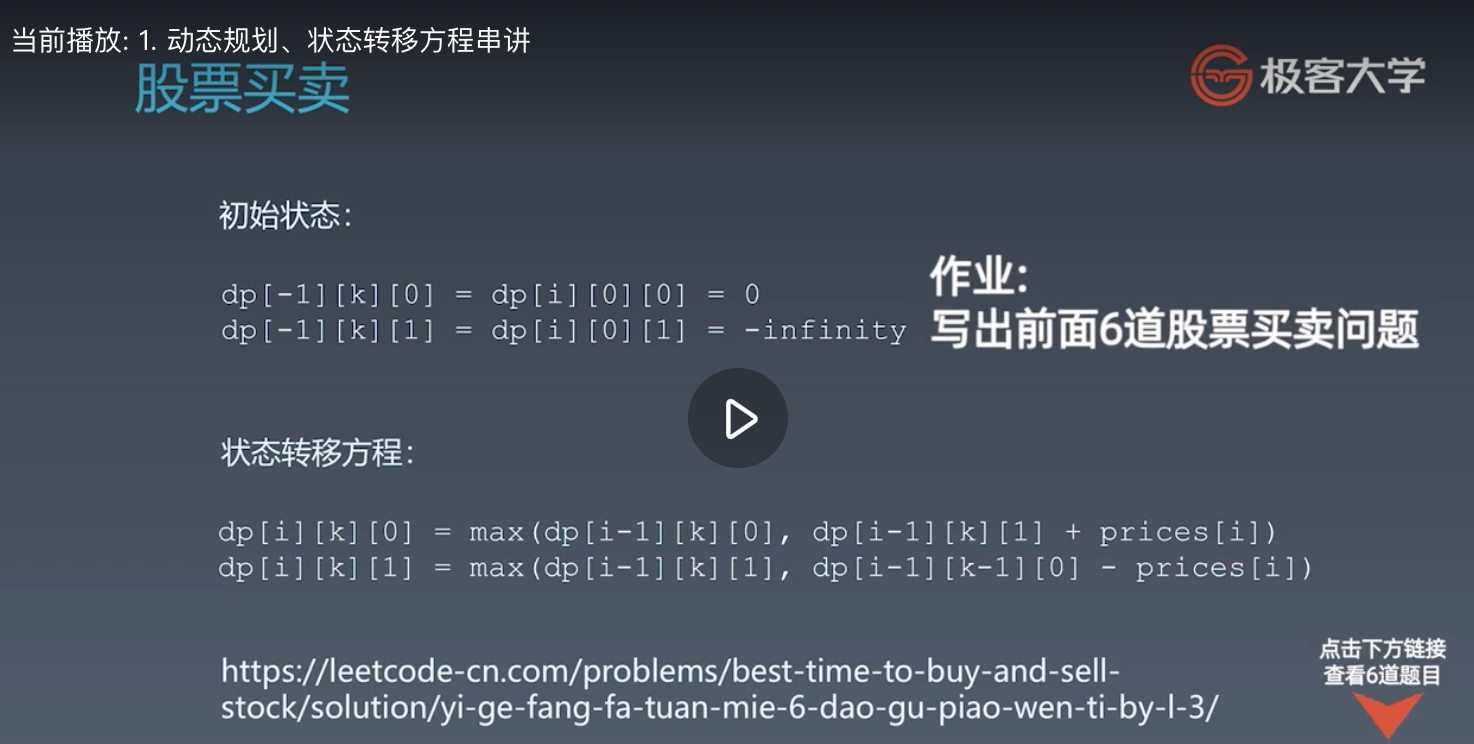 当前播放: 1. 动态规划、状态转移方程串讲
股票买卖
极客大学
初始状态:
dp[-1][k][0] = dp[i][0][0] = 0
dp[-1][k][1] = dp[i][0][1] = -infinity
作业:
写出前面6道股票买卖问题
状态转移方程:
dp[i][k][0] = max(dp[i-1][k][0], dp[i-1][k][1] + prices[i])
dp[i][k][1] = max(dp[i-1][k][1], dp[i-1][k-1][0] - prices[i])
https://leetcode-cn.com/problems/best-time-to-buy-and-sell-
stock/solution/yi-ge-fang-fa-tuan-mie-6-dao-gu-piao-wen-ti-by-l-3/
点击下方链接
查看6道题目